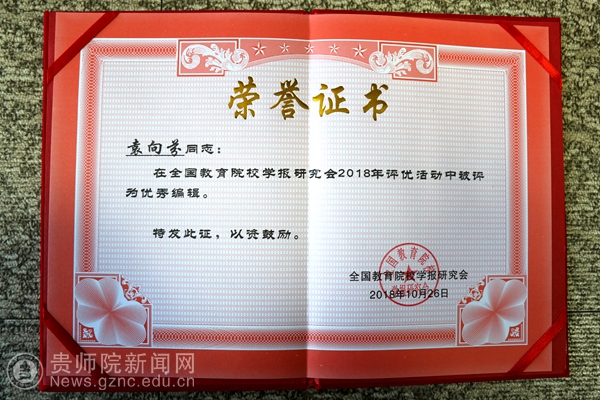 荣誉证书
袁向芬同志：
在全国教育院校学报研究会2018年评优活动中被评
为优秀编辑。
特发此证，以资鼓励。
全国教育院校学报研究会
2018年10月26日
贵师院新闻网
News.gznc.edu.cn